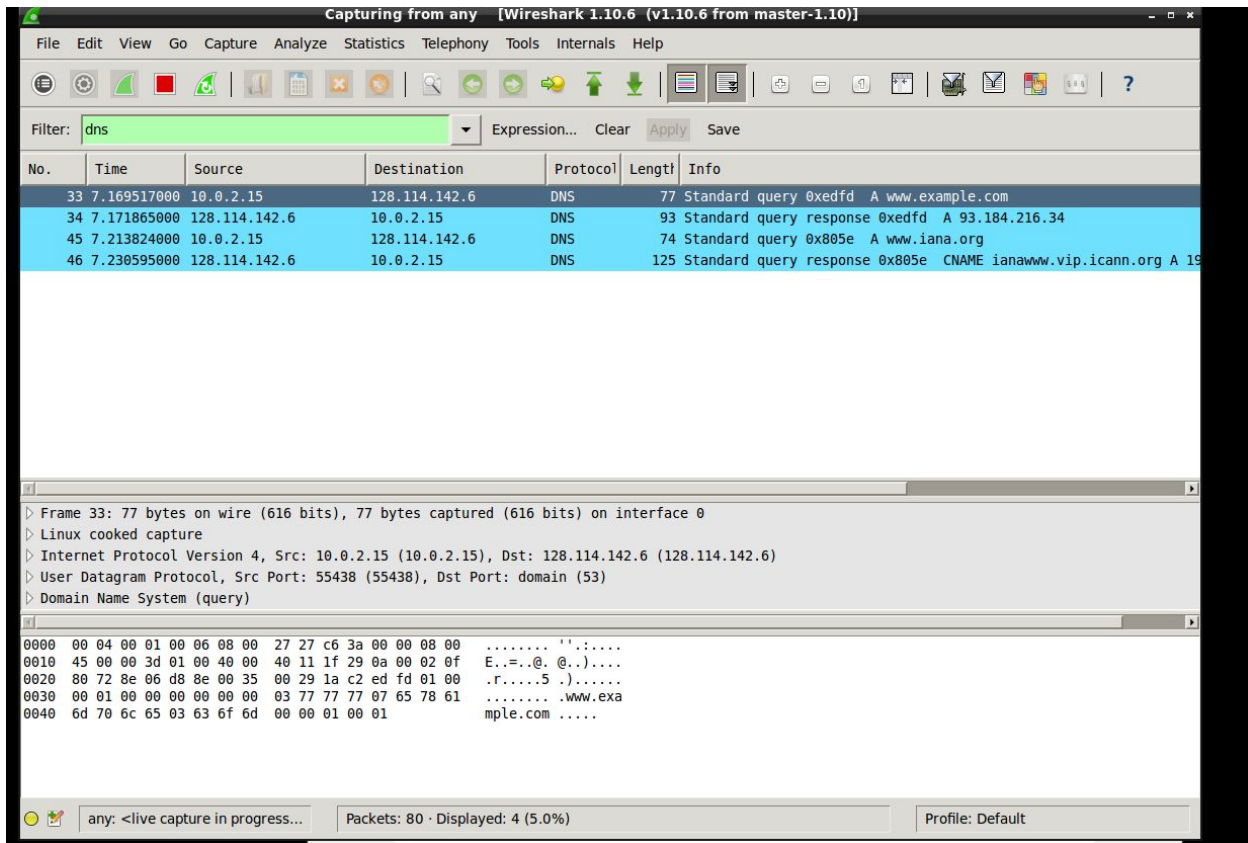 Capturing from any [Wireshark 1.10.6 (v1.10.6 from master-1.10)]
File Edit View Go Capture Analyze Statistics Telephony Tools Internals Help
Filter: dns Expression... Clear Apply Save
No. Time Source Destination Protocol Length Info
33 7.169517000 10.0.2.15 128.114.142.6 DNS 77 Standard query 0xedfd A www.example.com
34 7.171865000 128.114.142.6 10.0.2.15 DNS 93 Standard query response 0xedfd A 93.184.216.34
45 7.213824000 10.0.2.15 128.114.142.6 DNS 74 Standard query 0x805e A www.iana.org
46 7.230595000 128.114.142.6 10.0.2.15 DNS 125 Standard query response 0x805e CNAME ianawww.vip.icann.org A 19
Frame 33: 77 bytes on wire (616 bits), 77 bytes captured (616 bits) on interface 0
Linux cooked capture
Internet Protocol Version 4, Src: 10.0.2.15 (10.0.2.15), Dst: 128.114.142.6 (128.114.142.6)
User Datagram Protocol, Src Port: 55438 (55438), Dst Port: domain (53)
Domain Name System (query)
0000 00 04 00 01 00 06 08 00 27 27 c6 3a 00 00 08 00 ........ ''.:....
0010 45 00 00 3d 01 00 40 00 40 11 1f 29 0a 00 02 0f E..=..@. @..)....
0020 80 72 8e 06 d8 8e 00 35 00 29 1a c2 ed fd 01 00 .r.....5 .)......
0030 00 01 00 00 00 00 00 00 03 77 77 77 07 65 78 61 ........ .www.exa
0040 6d 70 6c 65 03 63 6f 6d 00 00 01 00 01 mple.com .....
any: <live capture in progress... Packets: 80 · Displayed: 4 (5.0%) Profile: Default